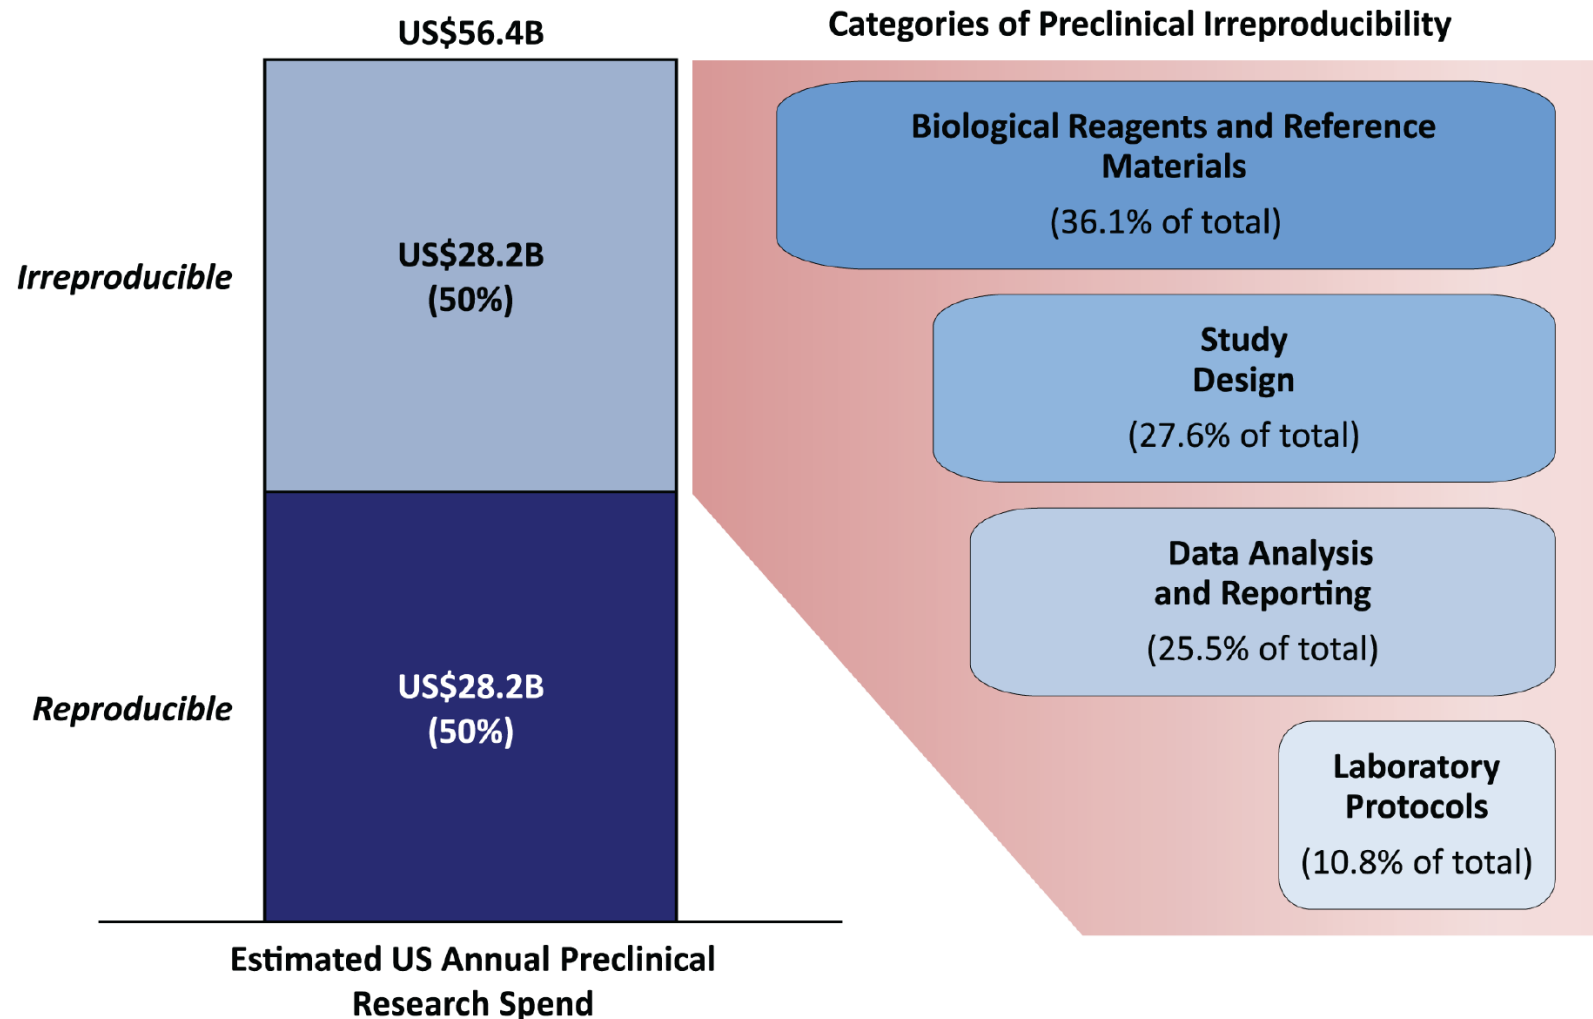 US$56.4B
Irreproducible
US$28.2B
(50%)
Reproducible
US$28.2B
(50%)
Estimated US Annual Preclinical
Research Spend
Categories of Preclinical Irreproducibility
Biological Reagents and Reference
Materials
(36.1% of total)
Study
Design
(27.6% of total)
Data Analysis
and Reporting
(25.5% of total)
Laboratory
Protocols
(10.8% of total)